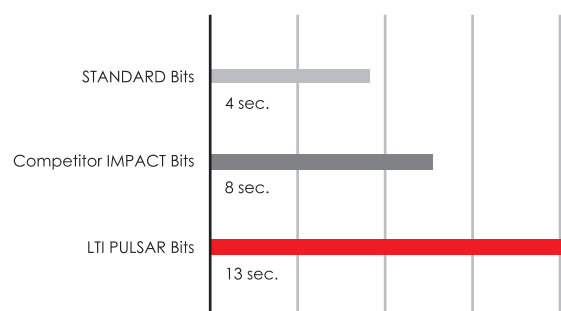 STANDARD Bits
4 sec.
Competitor IMPACT Bits
8 sec.
LTI PULSAR Bits
13 sec.